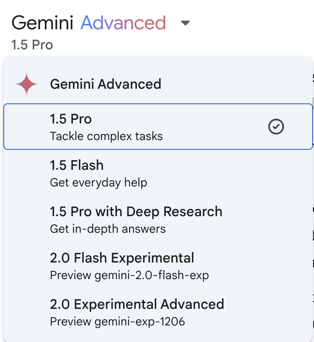 Gemini Advanced
1.5 Pro
Gemini Advanced
1.5 Pro
Tackle complex tasks
1.5 Flash
Get everyday help
1.5 Pro with Deep Research
Get in-depth answers
2.0 Flash Experimental
Preview gemini-2.0-flash-exp
2.0 Experimental Advanced
Preview gemini-exp-1206